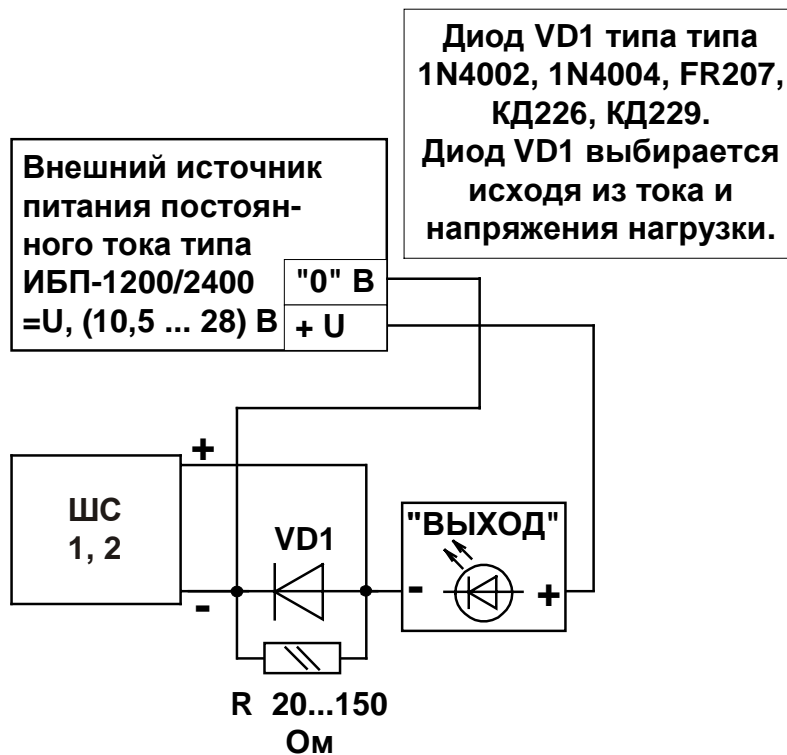 Диод VD1 типа типа
1N4002, 1N4004, FR207,
КД226, КД229.
Диод VD1 выбирается
исходя из тока и
напряжения нагрузки.
Внешний источник
питания постоян-
ного тока типа
ИБП-1200/2400
=U, (10,5 ... 28) В
"0" В
+ U
+
ШС
1, 2
-
VD1
"ВЫХОД"
-
+
R 20...150
Ом